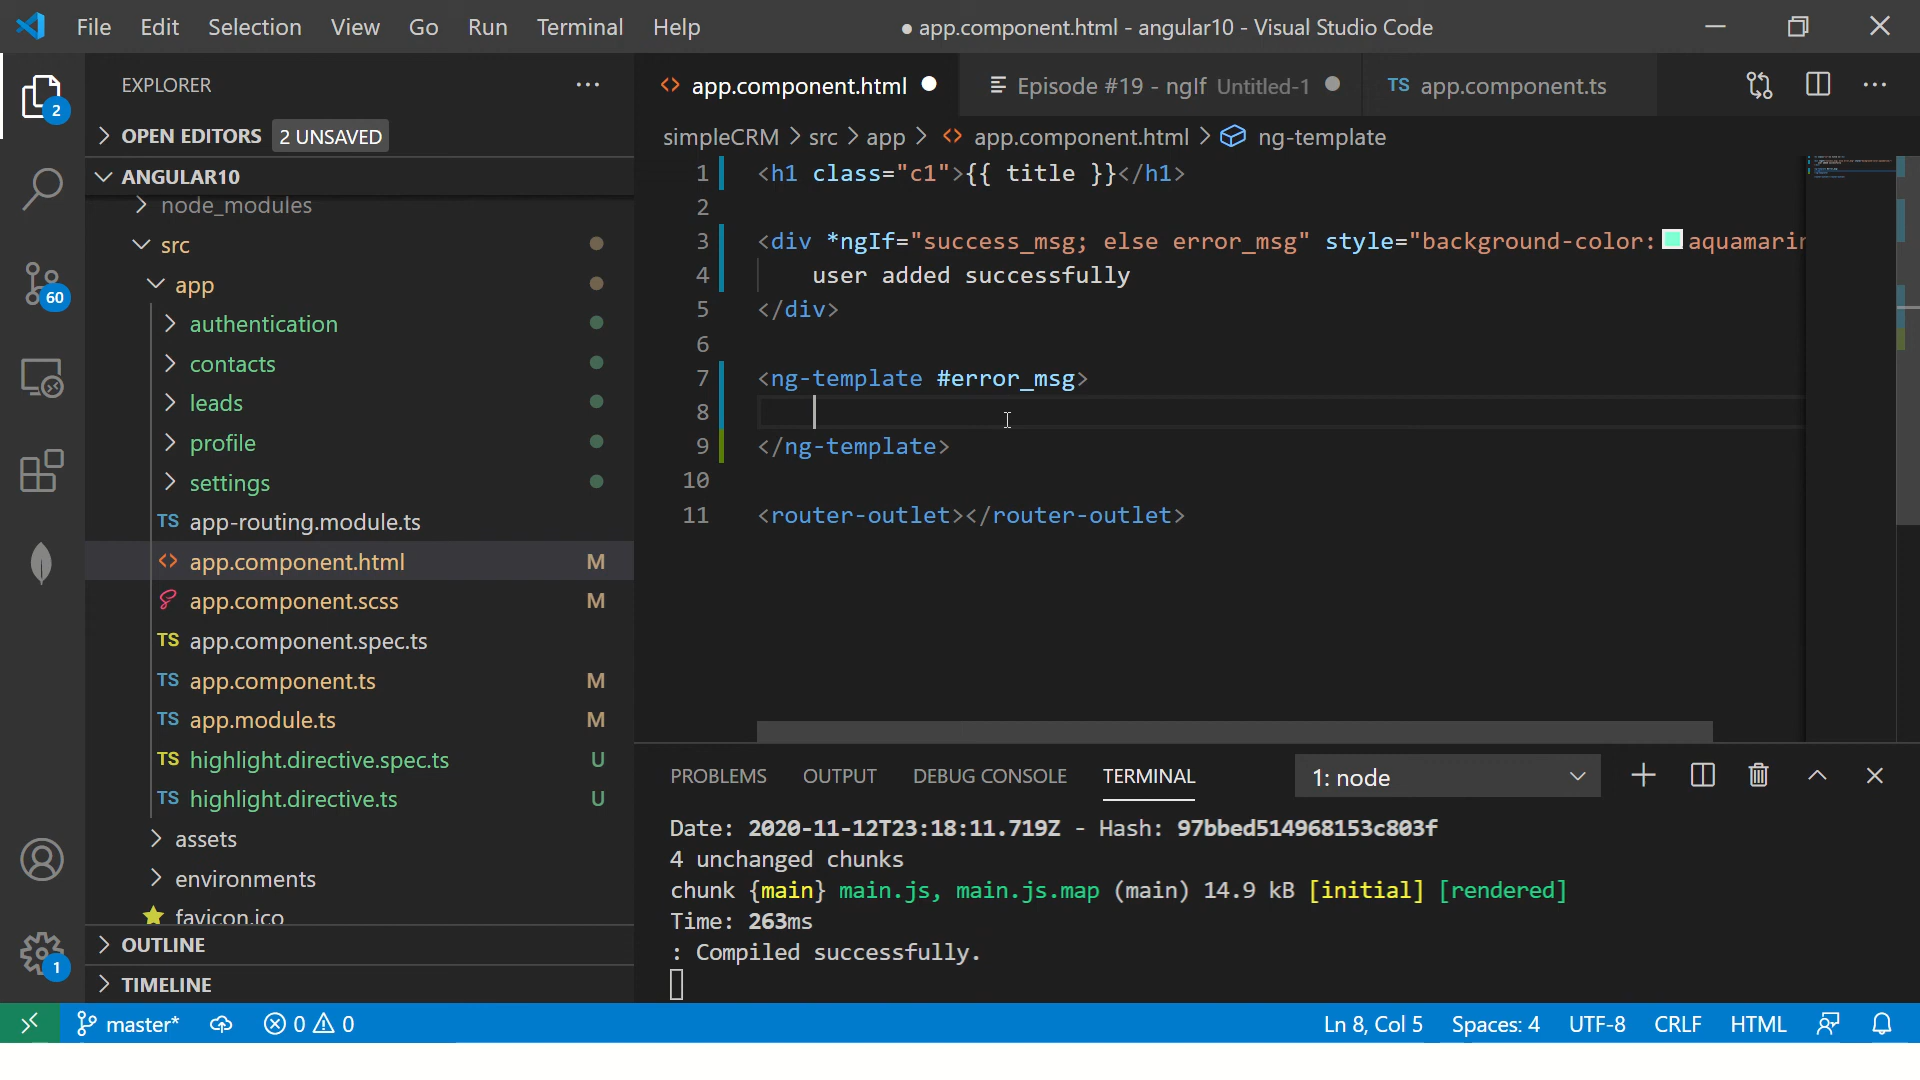 File Edit Selection View Go Run Terminal Help
● app.component.html - angular10 - Visual Studio Code
EXPLORER
OPEN EDITORS 2 UNSAVED
ANGULAR10
node_modules
src
app
authentication
contacts
leads
profile
settings
TS app-routing.module.ts
<> app.component.html M
app.component.scss M
TS app.component.spec.ts
TS app.component.ts M
TS app.module.ts M
TS highlight.directive.spec.ts U
TS highlight.directive.ts U
assets
environments
favicon.ico
OUTLINE
TIMELINE
2
60
1
<> app.component.html ● Episode #19 - ngIf Untitled-1 ● TS app.component.ts
simpleCRM > src > app > <> app.component.html > ng-template
1 <h1 class="c1">{{ title }}</h1>
2
3 <div *ngIf="success_msg; else error_msg" style="background-color: aquamarin
4 user added successfully
5 </div>
6
7 <ng-template #error_msg>
8
9 </ng-template>
10
11 <router-outlet></router-outlet>
PROBLEMS OUTPUT DEBUG CONSOLE TERMINAL 1: node
Date: 2020-11-12T23:18:11.719Z - Hash: 97bbed514968153c803f
4 unchanged chunks
chunk {main} main.js, main.js.map (main) 14.9 kB [initial] [rendered]
Time: 263ms
: Compiled successfully.
master* 0 0 Ln 8, Col 5 Spaces: 4 UTF-8 CRLF HTML